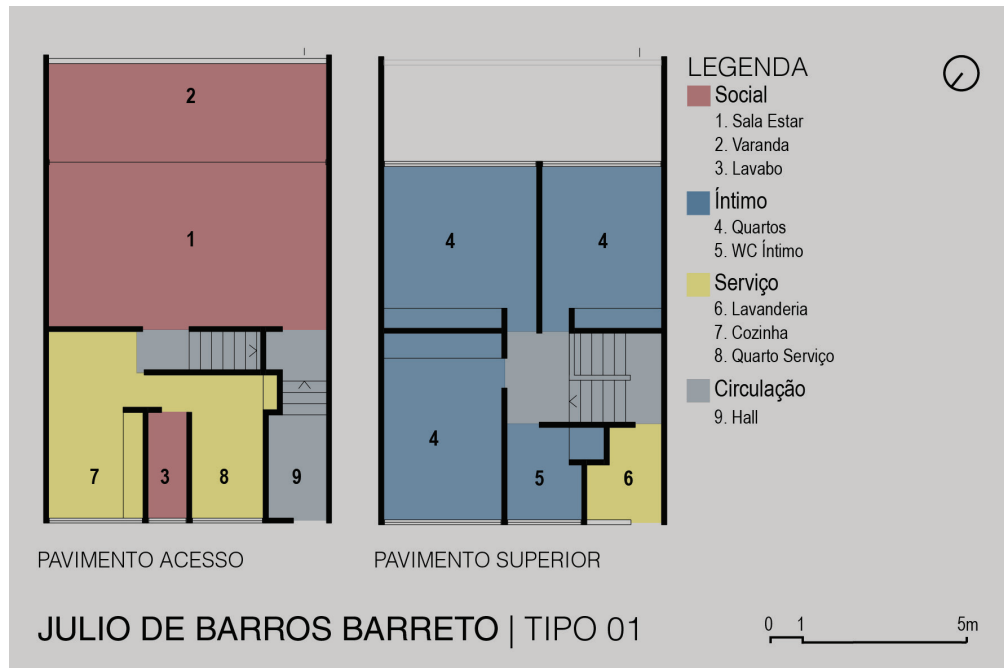 2
1
7
3
8
9
PAVIMENTO ACESSO
4
4
4
5
6
PAVIMENTO SUPERIOR
LEGENDA
Social
1. Sala Estar
2. Varanda
3. Lavabo
Íntimo
4. Quartos
5. WC Íntimo
Serviço
6. Lavanderia
7. Cozinha
8. Quarto Serviço
Circulação
9. Hall
JULIO DE BARROS BARRETO | TIPO 01
0 1 5m